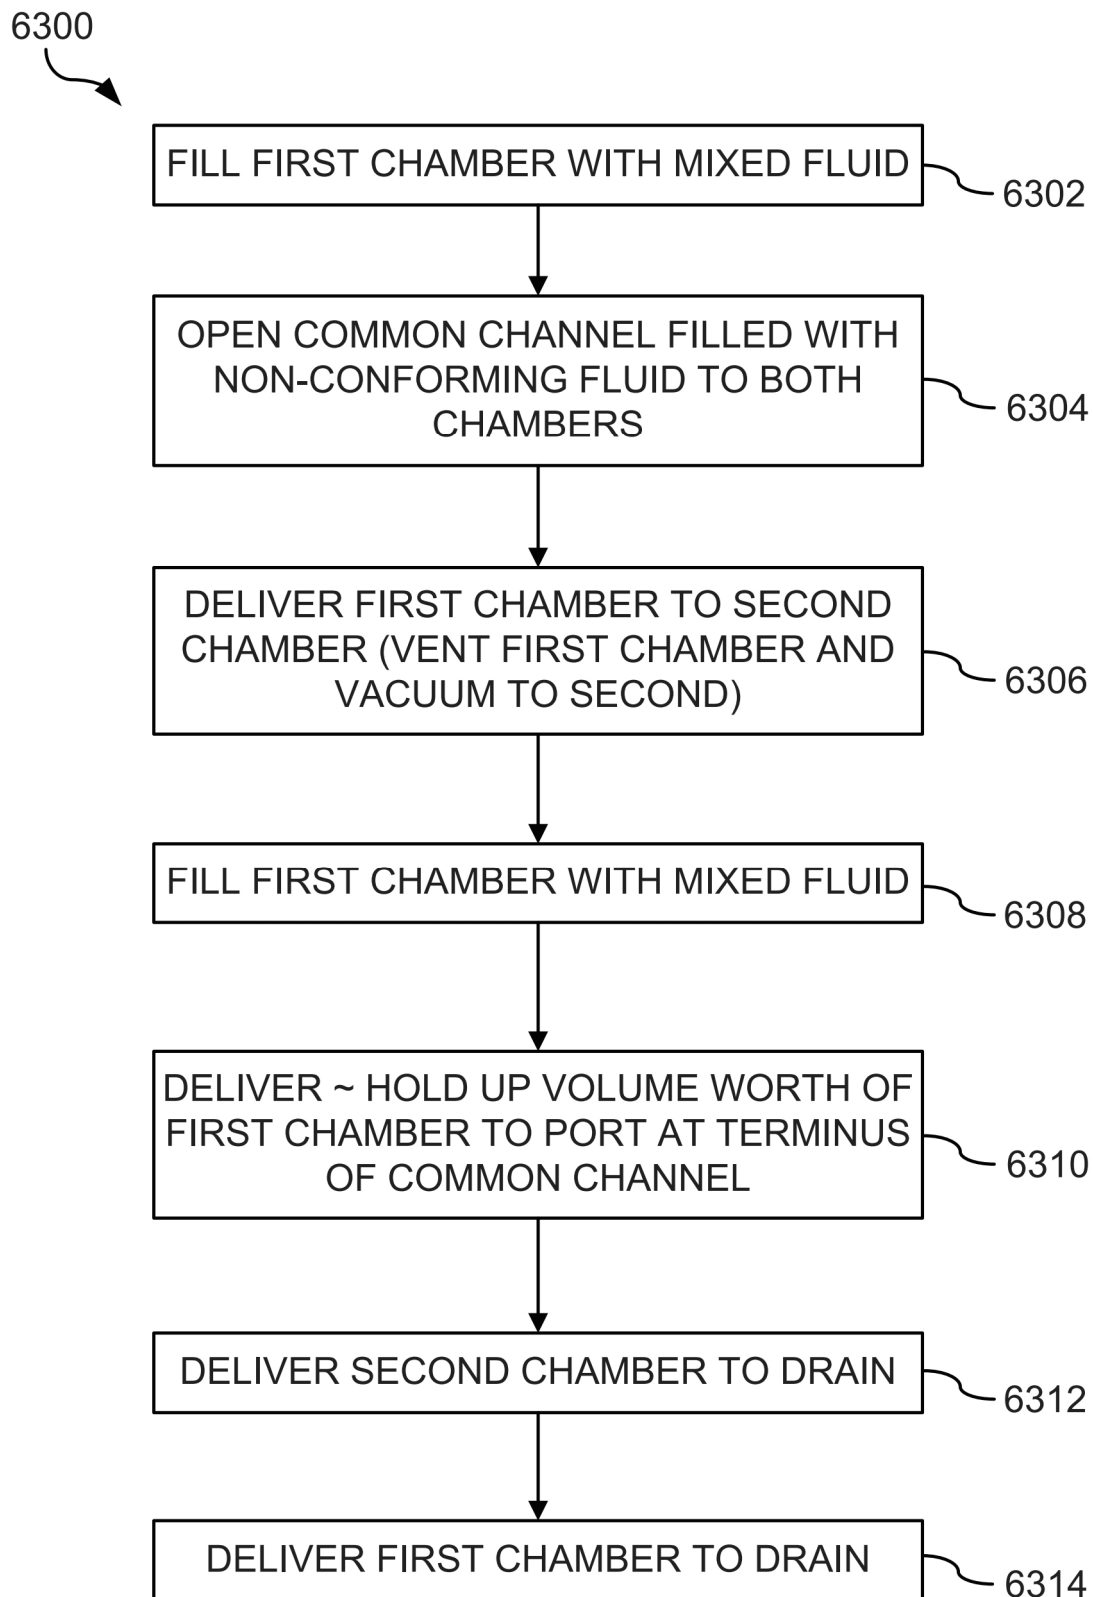 6300
FILL FIRST CHAMBER WITH MIXED FLUID
6302
OPEN COMMON CHANNEL FILLED WITH
NON-CONFORMING FLUID TO BOTH
CHAMBERS
6304
DELIVER FIRST CHAMBER TO SECOND
CHAMBER (VENT FIRST CHAMBER AND
VACUUM TO SECOND)
6306
FILL FIRST CHAMBER WITH MIXED FLUID
6308
DELIVER ~ HOLD UP VOLUME WORTH OF
FIRST CHAMBER TO PORT AT TERMINUS
OF COMMON CHANNEL
6310
DELIVER SECOND CHAMBER TO DRAIN
6312
DELIVER FIRST CHAMBER TO DRAIN
6314